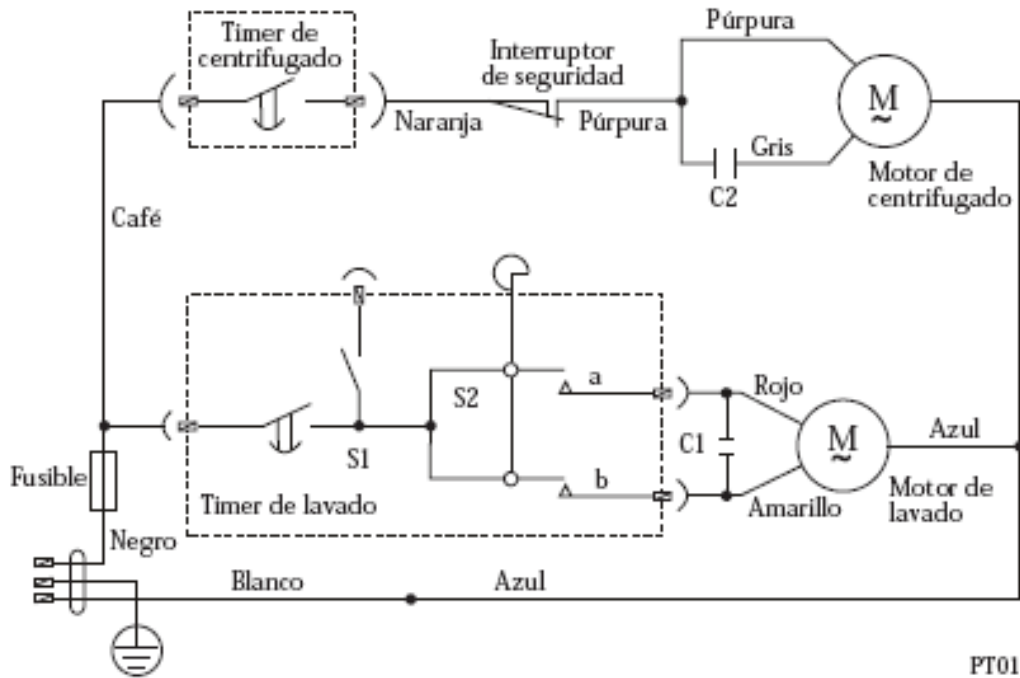 Timer de
centrifugado
Interruptor
de seguridad
Púrpura
M
~
Naranja
Púrpura
Gris
C2
Motor de
centrifugado
Café
S2
a
Rojo
M
~
Azul
C1
S1
b
Fusible
Timer de lavado
Amarillo
Motor de
lavado
Negro
Blanco
Azul
PT01